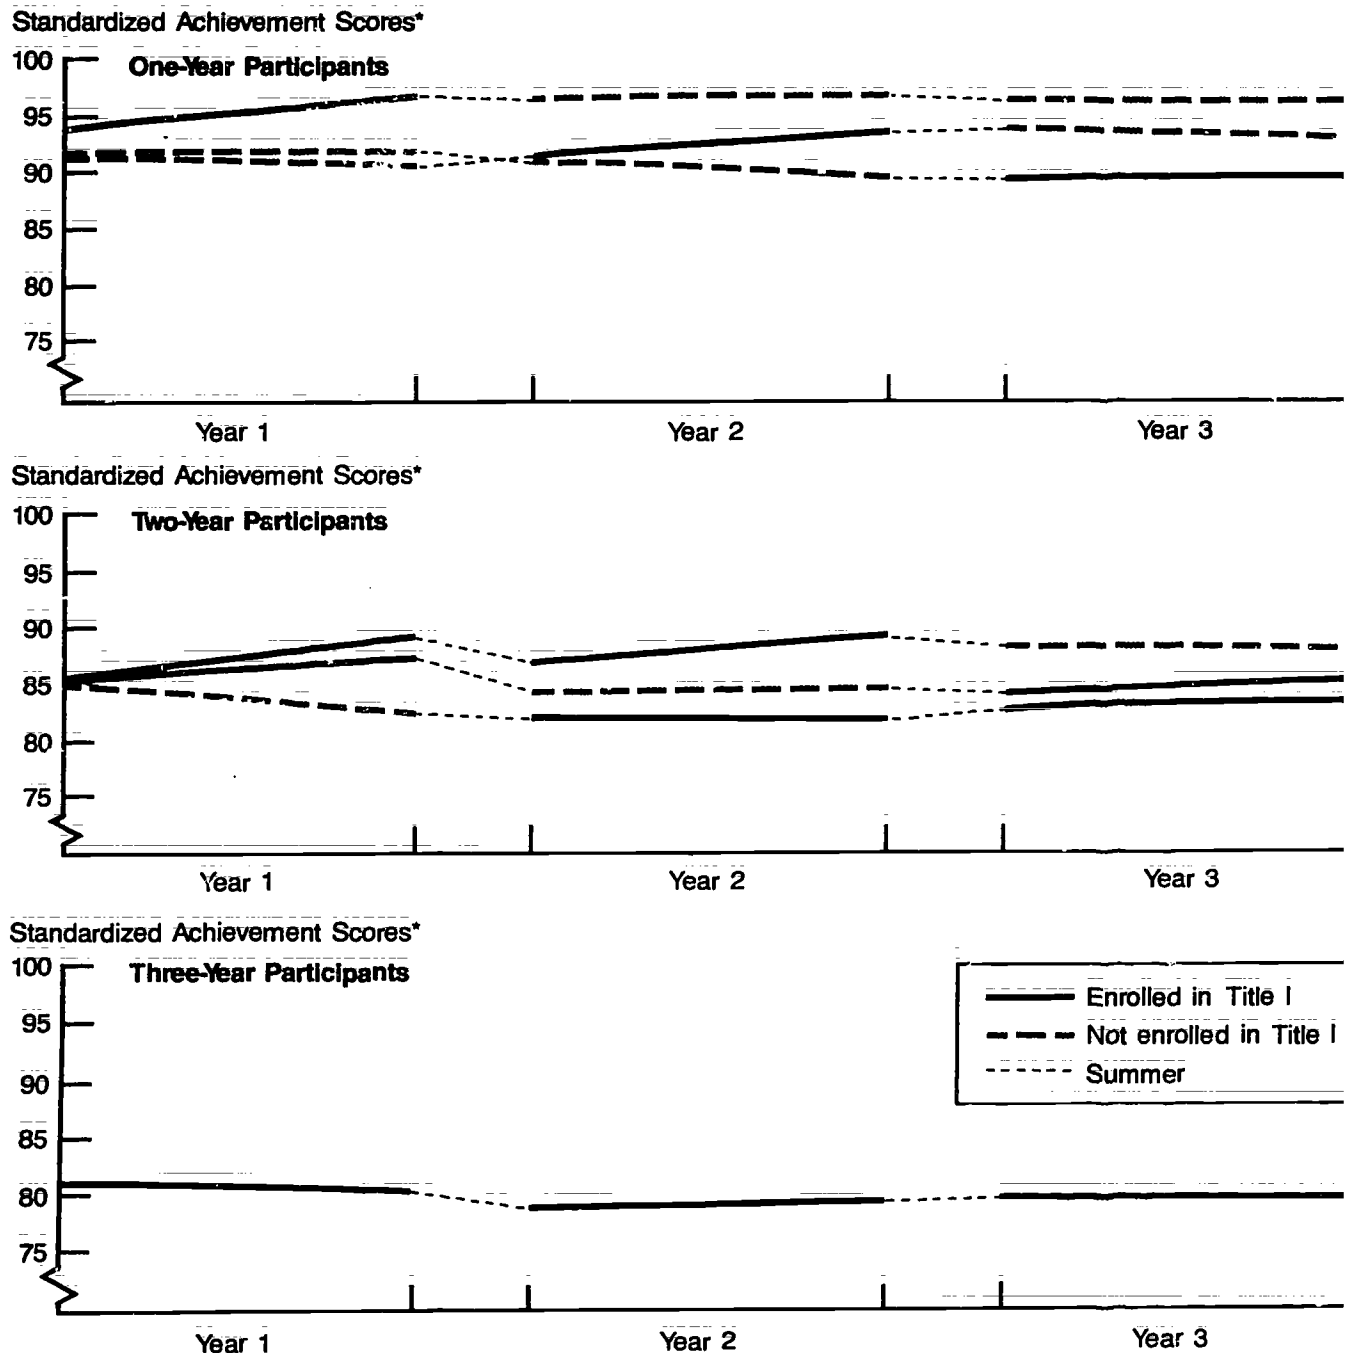 Standardized Achievement Scores*
One-Year Participants
100
95
90
85
80
75
Year 1 Year 2 Year 3
Standardized Achievement Scores*
Two-Year Participants
100
95
90
85
80
75
Year 1 Year 2 Year 3
Standardized Achievement Scores*
Three-Year Participants
100
95
90
85
80
75
Enrolled in Title I
Not enrolled in Title I
Summer
Year 1 Year 2 Year 3